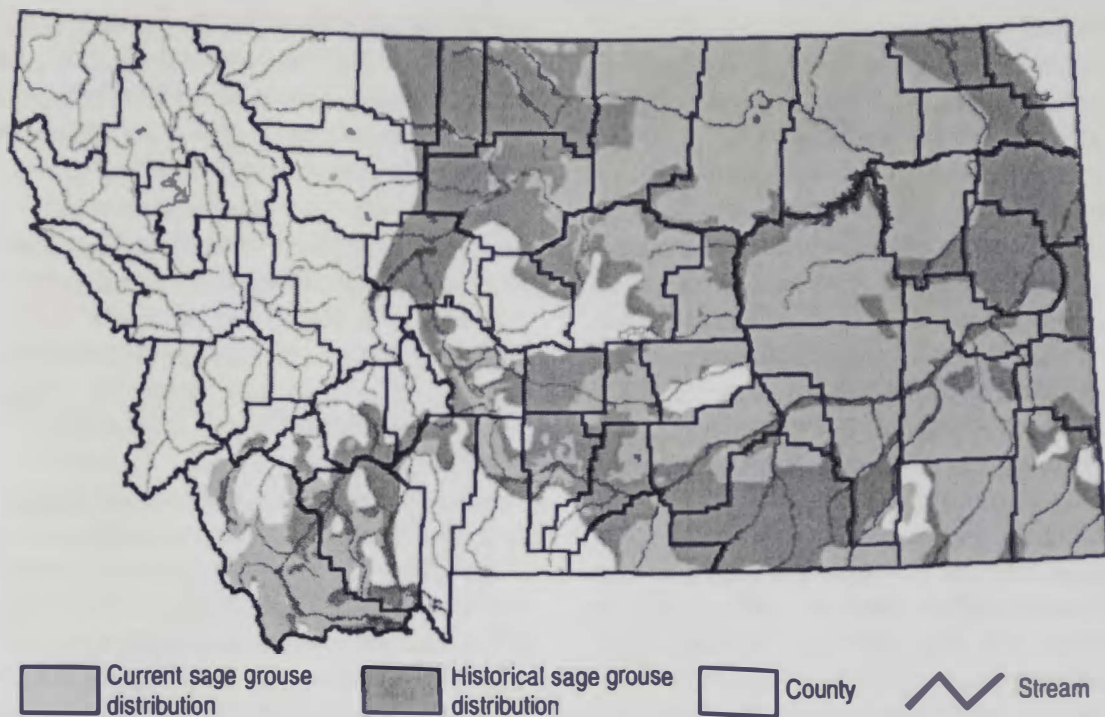 Current sage grouse
distribution
Historical sage grouse
distribution
County
Stream